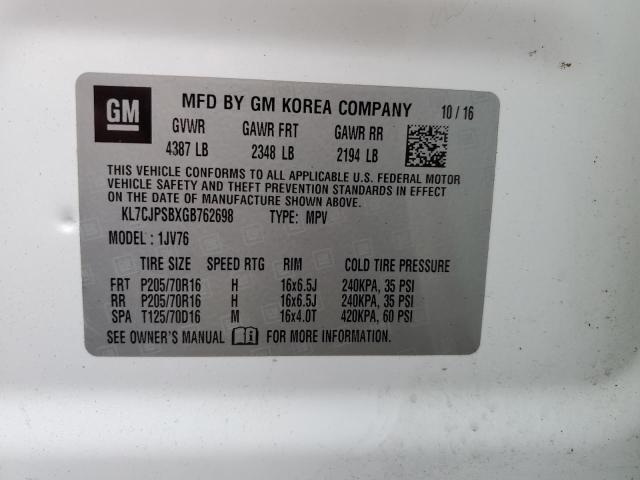 GM
MFD BY GM KOREA COMPANY 10 / 16
GVWR GAWR FRT GAWR RR
4387 LB 2348 LB 2194 LB
THIS VEHICLE CONFORMS TO ALL APPLICABLE U.S. FEDERAL MOTOR
VEHICLE SAFETY AND THEFT PREVENTION STANDARDS IN EFFECT
ON THE DATE OF MANUFACTURE SHOWN ABOVE.
KL7CJPSBXGB762698 TYPE: MPV
MODEL : 1JV76
TIRE SIZE SPEED RTG RIM COLD TIRE PRESSURE
FRT P205/70R16 H 16x6.5J 240KPA, 35 PSI
RR P205/70R16 H 16x6.5J 240KPA, 35 PSI
SPA T125/70D16 M 16x4.0T 420KPA, 60 PSI
SEE OWNER'S MANUAL FOR MORE INFORMATION.